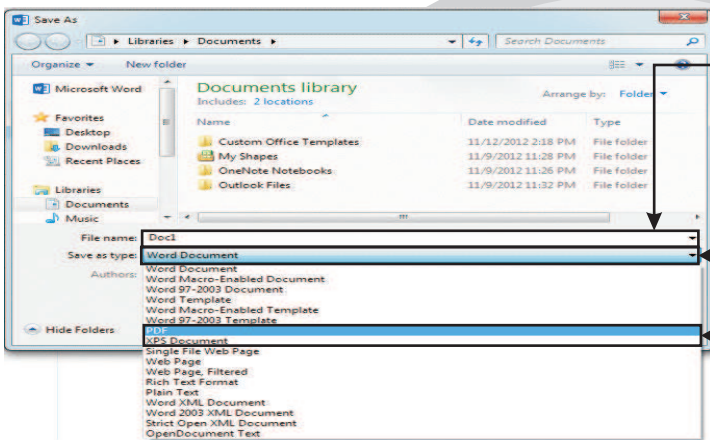 Save As
Libraries Documents
Search Documents
Organize New folder
Microsoft Word
Favorites
Desktop
Downloads
Recent Places
Libraries
Documents
Music
Documents library
Includes: 2 locations
Arrange by: Folder
Name Date modified Type
Custom Office Templates 11/12/2012 2:18 PM File folder
My Shapes 11/9/2012 11:28 PM File folder
OneNote Notebooks 11/9/2012 11:26 PM File folder
Outlook Files 11/9/2012 11:32 PM File folder
File name: Doc1
Save as type: Word Document
Authors:
Word Document
Word Macro-Enabled Document
Word 97-2003 Document
Word Template
Word Macro-Enabled Template
Word 97-2003 Template
PDF
XPS Document
Single File Web Page
Web Page
Web Page, Filtered
Rich Text Format
Plain Text
Word XML Document
Word 2003 XML Document
Strict Open XML Document
OpenDocument Text
Hide Folders